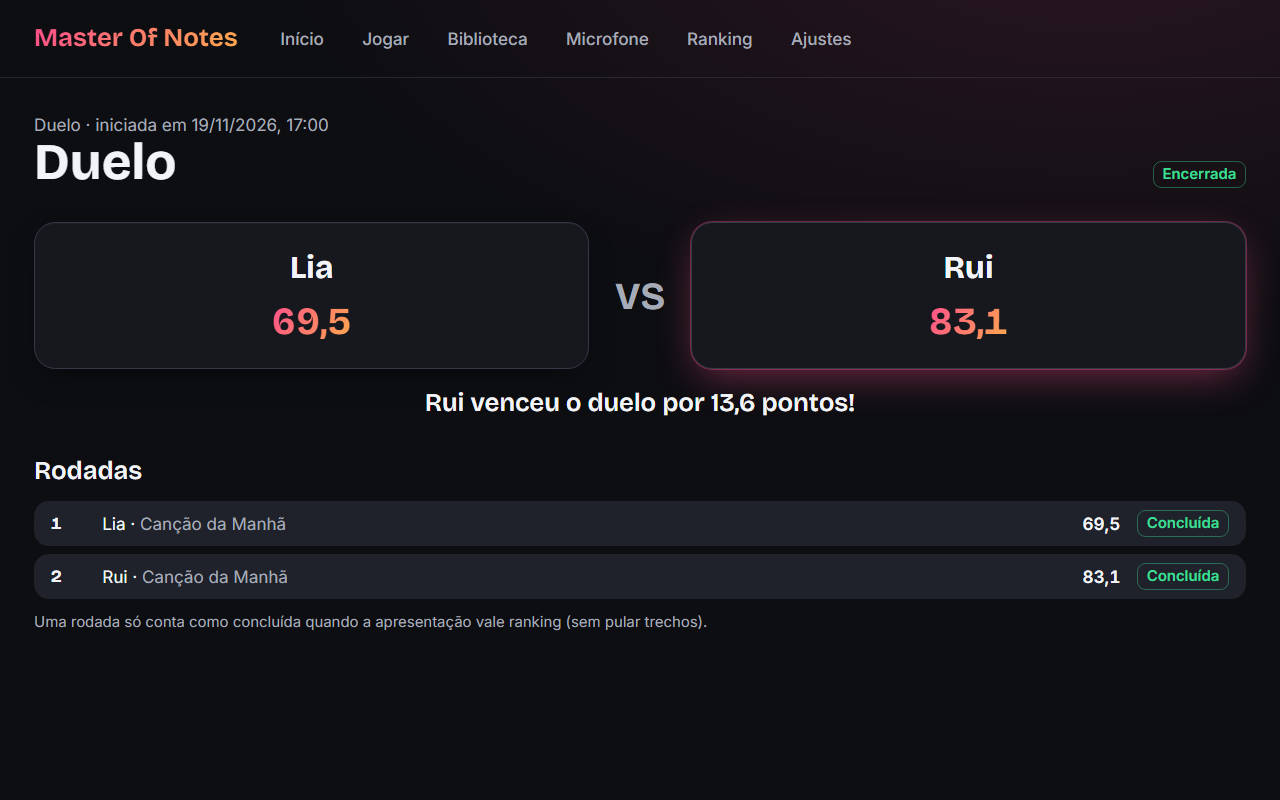 Master Of Notes Início Jogar Biblioteca Microfone Ranking Ajustes
Duelo · iniciada em 19/11/2026, 17:00
Duelo
Encerrada
Lia
69,5
VS
Rui
83,1
Rui venceu o duelo por 13,6 pontos!
Rodadas
1 Lia · Canção da Manhã 69,5 Concluída
2 Rui · Canção da Manhã 83,1 Concluída
Uma rodada só conta como concluída quando a apresentação vale ranking (sem pular trechos).